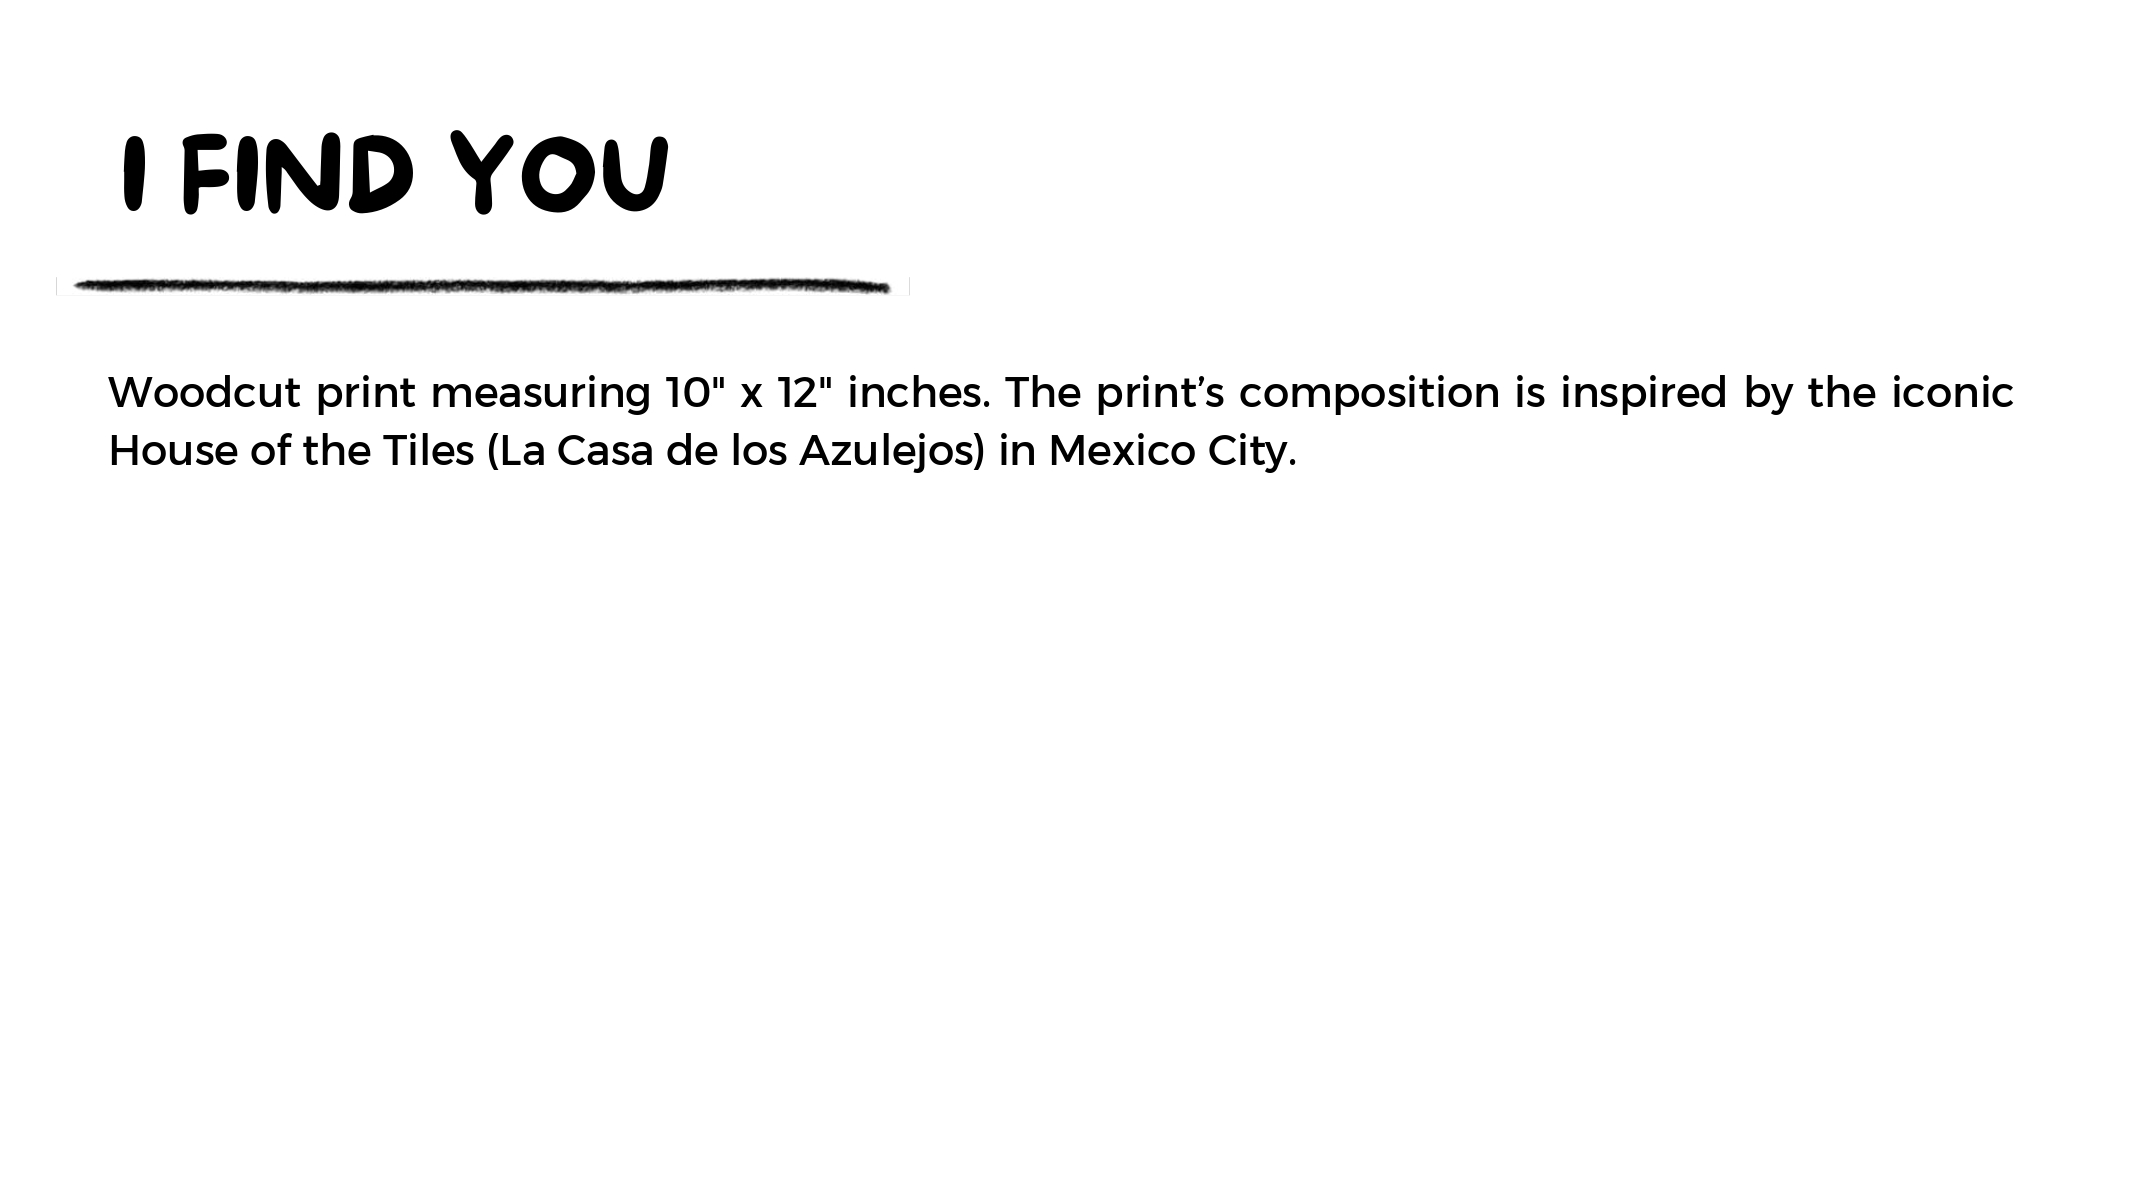 I FIND YOU
Woodcut print measuring 10" x 12" inches. The print’s composition is inspired by the iconic
House of the Tiles (La Casa de los Azulejos) in Mexico City.